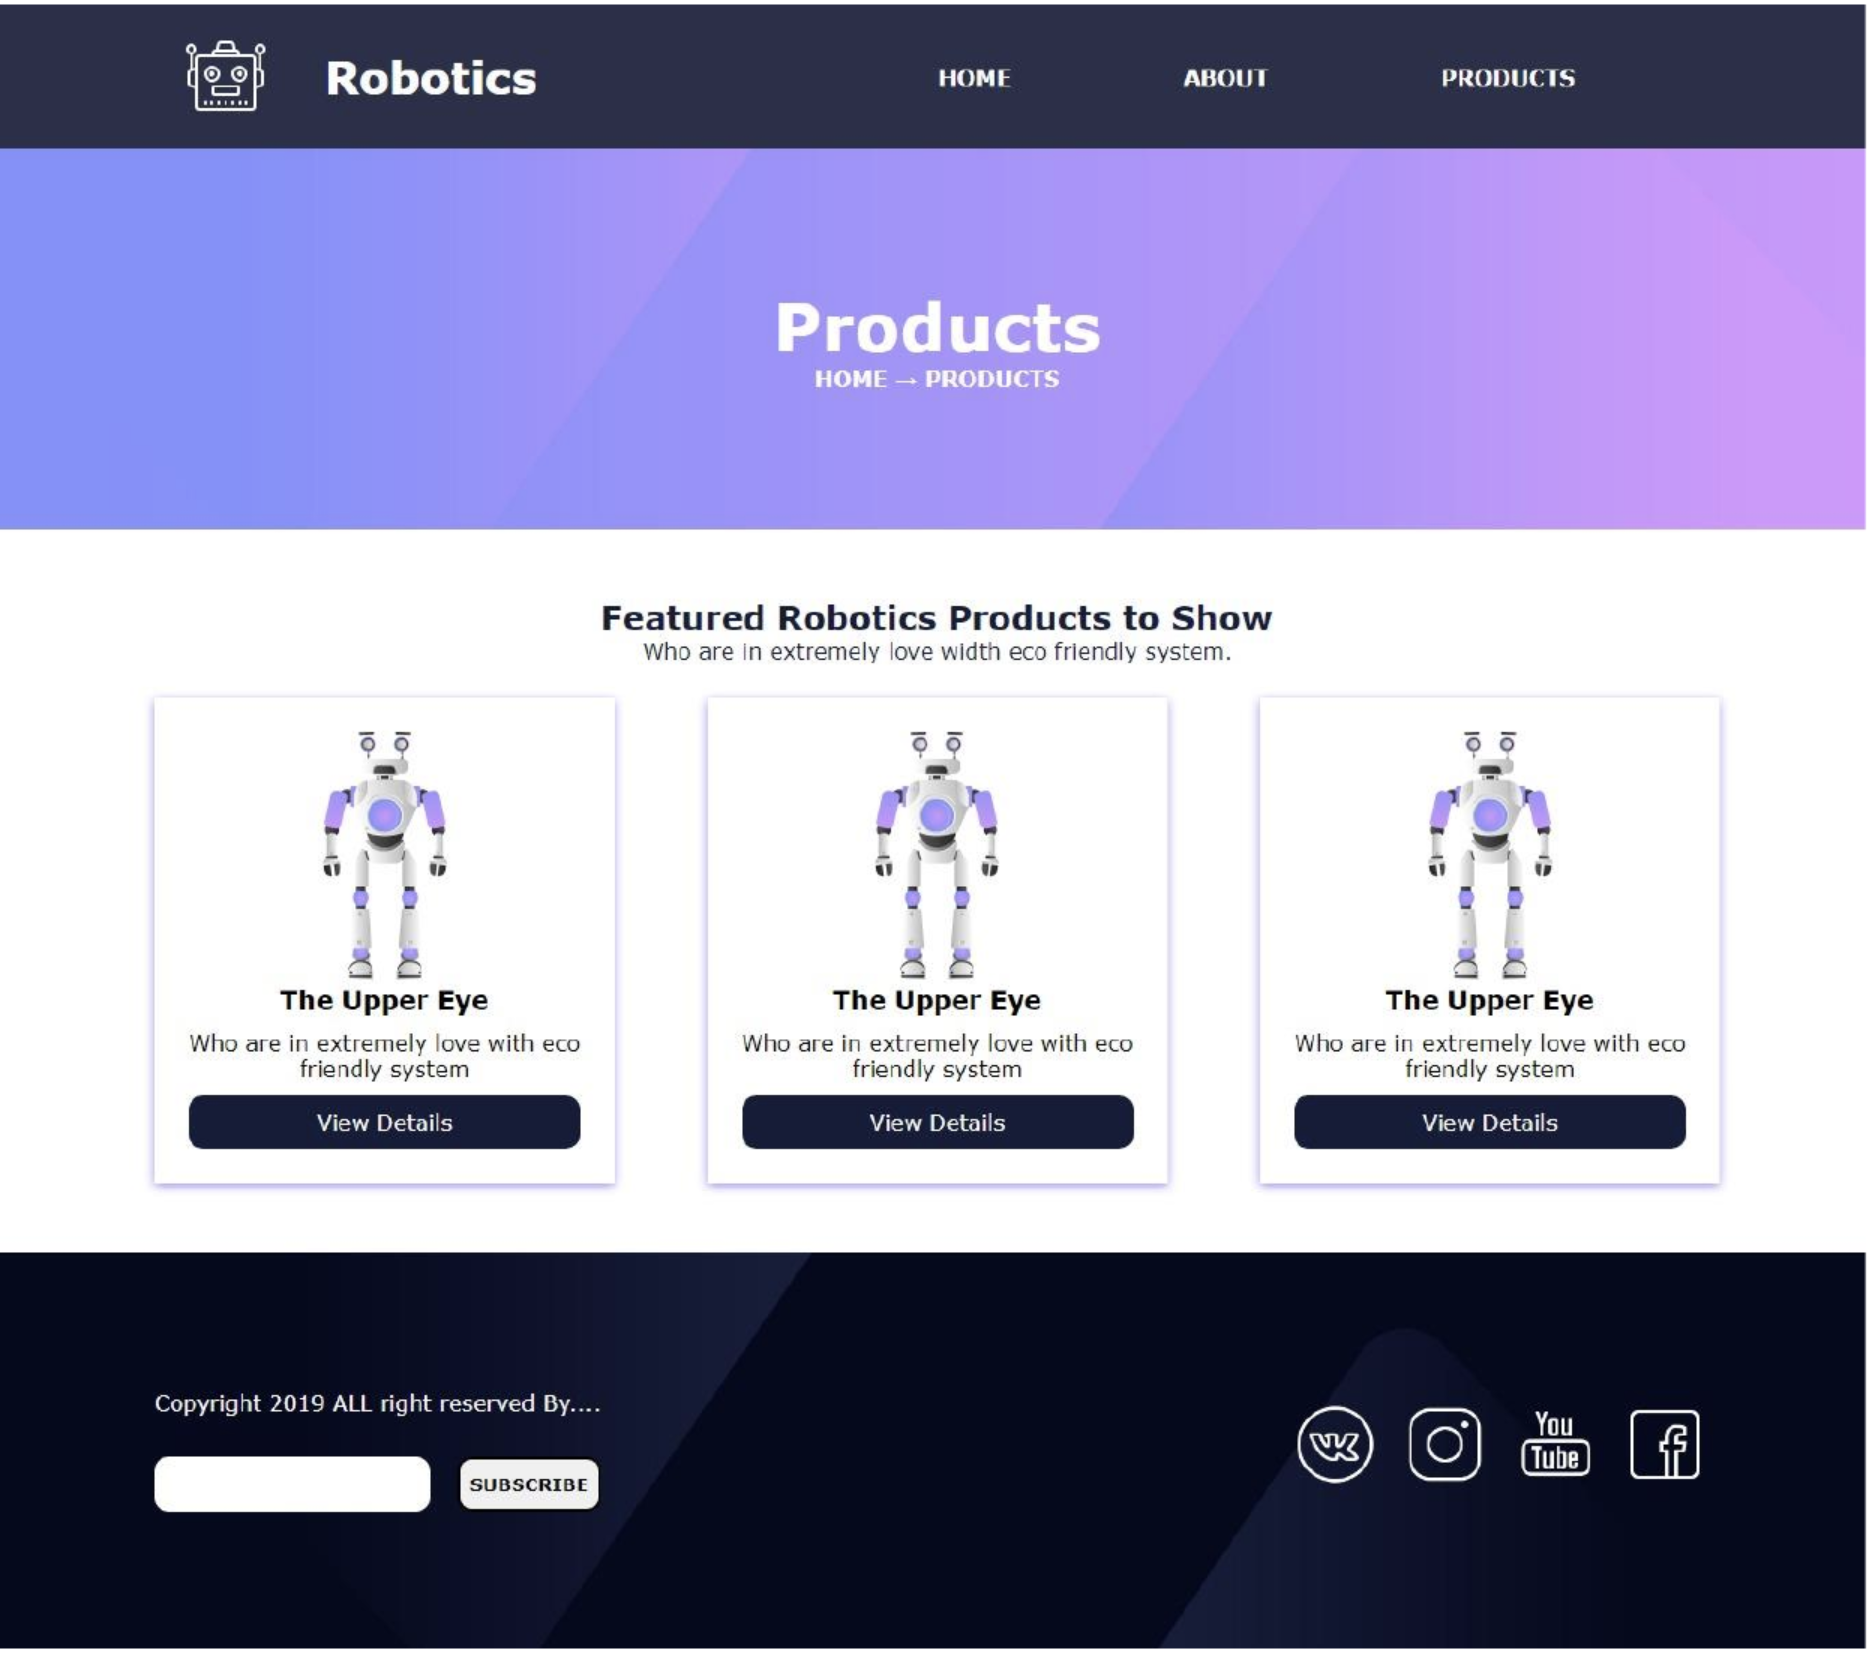 Robotics
HOME ABOUT PRODUCTS
Products
HOME → PRODUCTS
Featured Robotics Products to Show
Who are in extremely love width eco friendly system.
The Upper Eye
Who are in extremely love with eco
friendly system
View Details
The Upper Eye
Who are in extremely love with eco
friendly system
View Details
The Upper Eye
Who are in extremely love with eco
friendly system
View Details
Copyright 2019 ALL right reserved By....
SUBSCRIBE
You
Tube